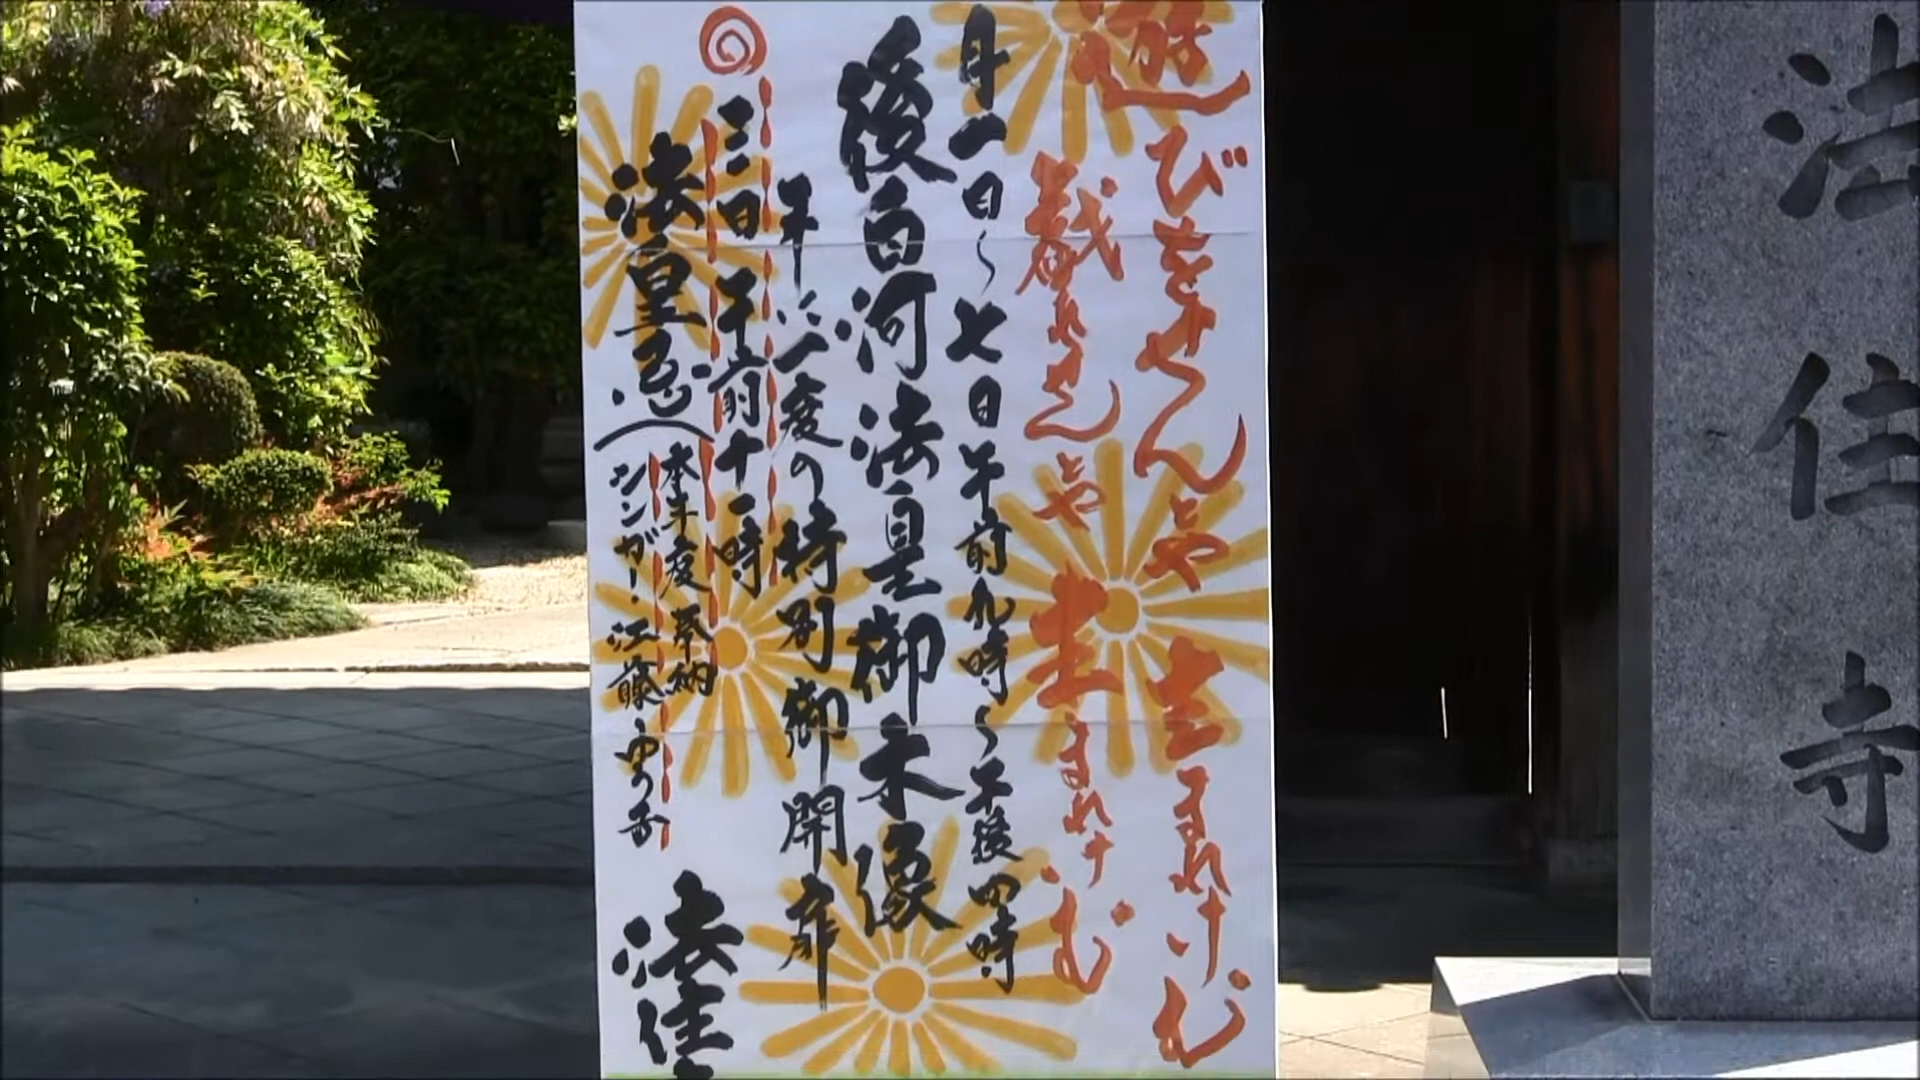 遊びをせんとや生まれけむ
戯れせんとや生まれけむ
月一日〜七日午前九時〜午後四時
後白河法皇御木像
年に一度の特別御開扉
三日午前十一時
法皇忌
本年度奉納
シンガー・江藤ゆう子
法住
法住寺